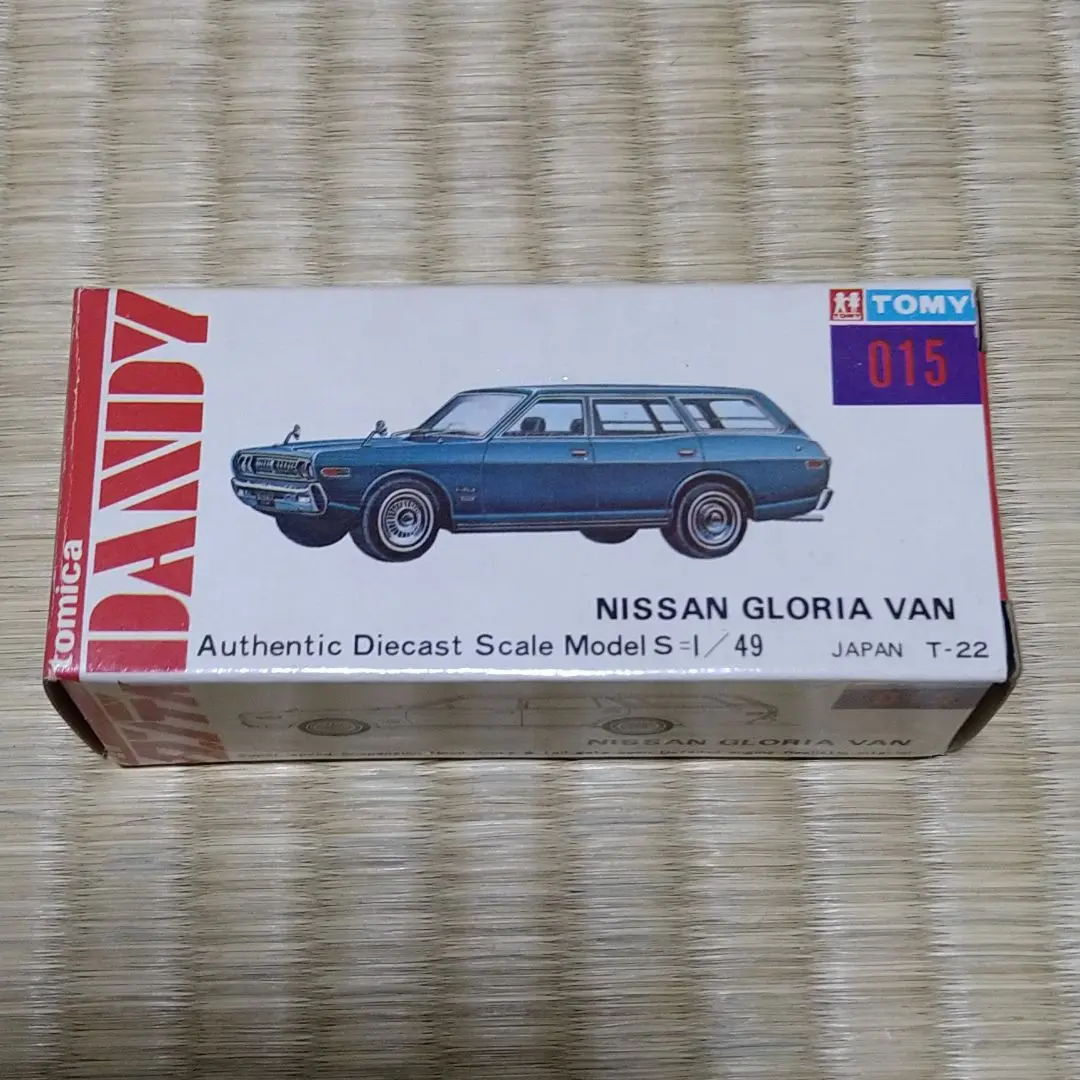 tomica
DANDY
TOMY
015
NISSAN GLORIA VAN
Authentic Diecast Scale Model S=1/49
JAPAN T-22
NISSAN GLORIA VAN